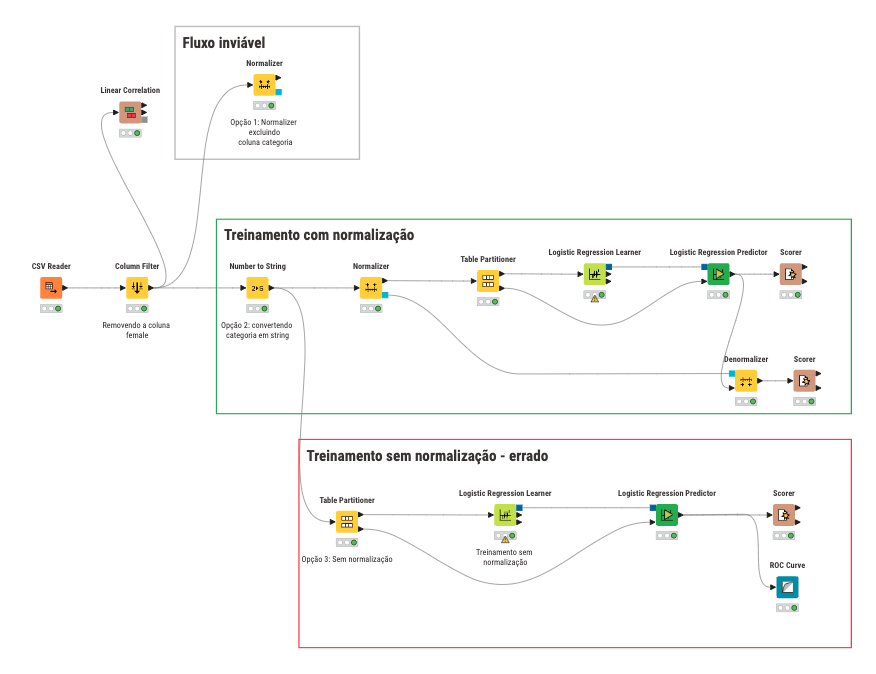 Fluxo inviável
Normalizer
Opção 1: Normalizer
excluindo
coluna categoria
Linear Correlation
Treinamento com normalização
CSV Reader
Column Filter
Removendo a coluna
female
Number to String
Opção 2: convertendo
categoria em string
Normalizer
Table Partitioner
Logistic Regression Learner
Logistic Regression Predictor
Scorer
Denormalizer
Scorer
Treinamento sem normalização - errado
Table Partitioner
Opção 3: Sem normalização
Logistic Regression Learner
Treinamento sem
normalização
Logistic Regression Predictor
Scorer
ROC Curve